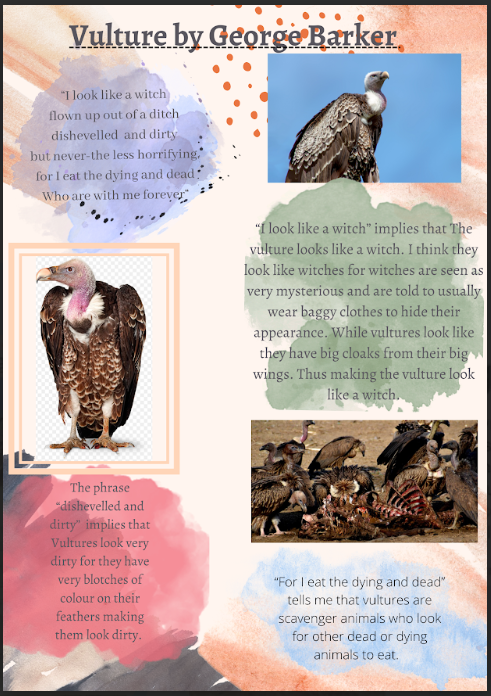 Vulture by George Barker
"I look like a witch
flown up out of a ditch
dishevelled and dirty
but never-the less horrifying,
for I eat the dying and dead
Who are with me forever"
"I look like a witch" implies that The
vulture looks like a witch. I think they
look like witches for witches are seen as
very mysterious and are told to usually
wear baggy clothes to hide their
appearance. While vultures look like
they have big cloaks from their big
wings. Thus making the vulture look
like a witch.
The phrase
"dishevelled and
dirty" implies that
Vultures look very
dirty for they have
very blotches of
colour on their
feathers making
them look dirty.
"For I eat the dying and dead"
tells me that vultures are
scavenger animals who look
for other dead or dying
animals to eat.